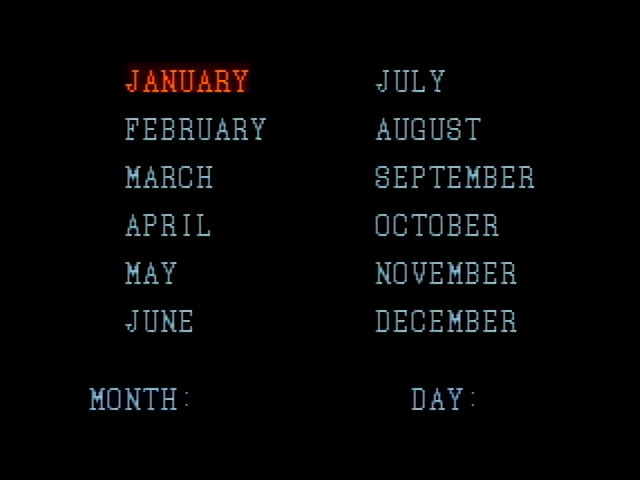 JANUARY JULY
FEBRUARY AUGUST
MARCH SEPTEMBER
APRIL OCTOBER
MAY NOVEMBER
JUNE DECEMBER
MONTH: DAY: